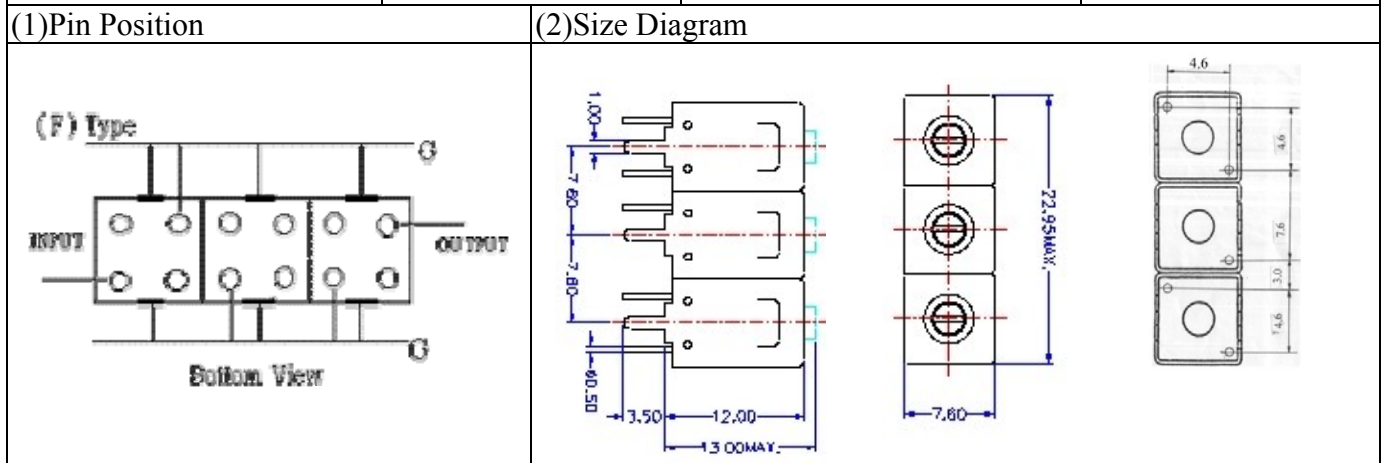 (1)Pin Position
(2)Size Diagram
(F) Type
G
INPUT
OUTPUT
G
Bottom View
1.00
7.60
7.60
ø0.50
3.50
12.00
13.00MAX.
22.95MAX.
7.60
4.6
4.6
7.6
3.0
4.6